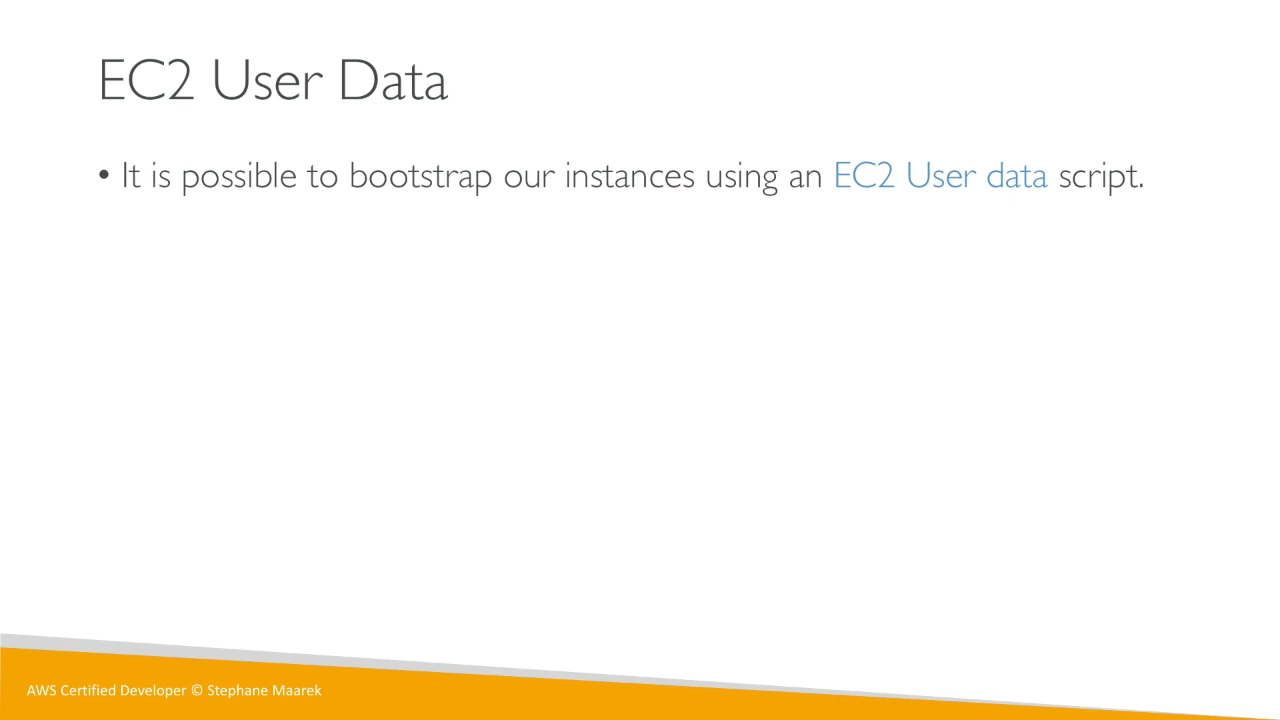 EC2 User Data
• It is possible to bootstrap our instances using an EC2 User data script.
AWS Certified Developer © Stephane Maarek